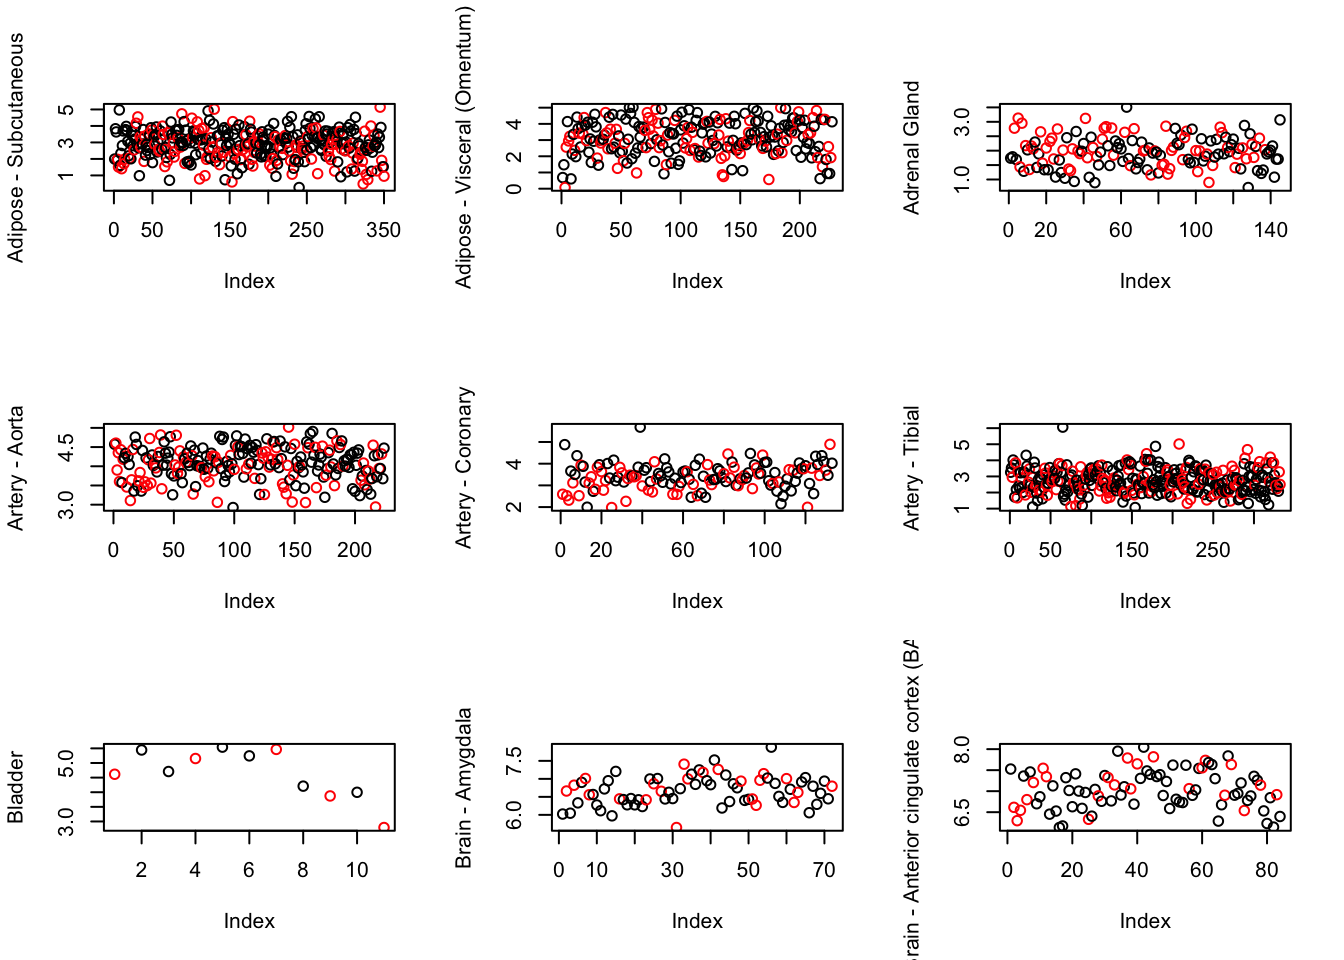 Adipose - Subcutaneous
1 3 5
0 50 150 250 350
Index
Adipose - Visceral (Omentum)
0 2 4
0 50 100 150 200
Index
Adrenal Gland
1.0 3.0
0 20 60 100 140
Index
Artery - Aorta
3.0 4.5
0 50 100 150 200
Index
Artery - Coronary
2 4
0 20 60 100
Index
Artery - Tibial
1 3 5
0 50 150 250
Index
Bladder
3.0 5.0
2 4 6 8 10
Index
Brain - Amygdala
6.0 7.5
0 10 30 50 70
Index
rain - Anterior cingulate cortex (BA
6.5 8.0
0 20 40 60 80
Index